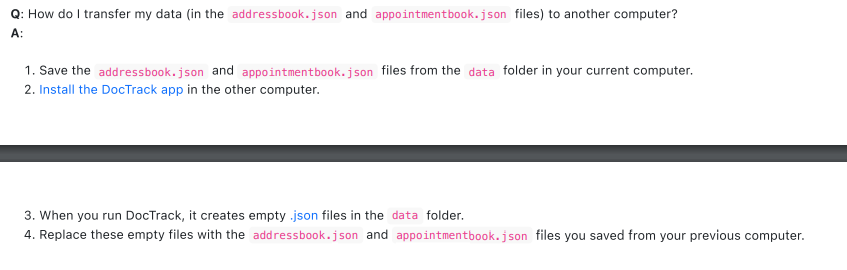 Q: How do I transfer my data (in the addressbook.json and appointmentbook.json files) to another computer?
A:
1. Save the addressbook.json and appointmentbook.json files from the data folder in your current computer.
2. Install the DocTrack app in the other computer.
3. When you run DocTrack, it creates empty .json files in the data folder.
4. Replace these empty files with the addressbook.json and appointmentbook.json files you saved from your previous computer.